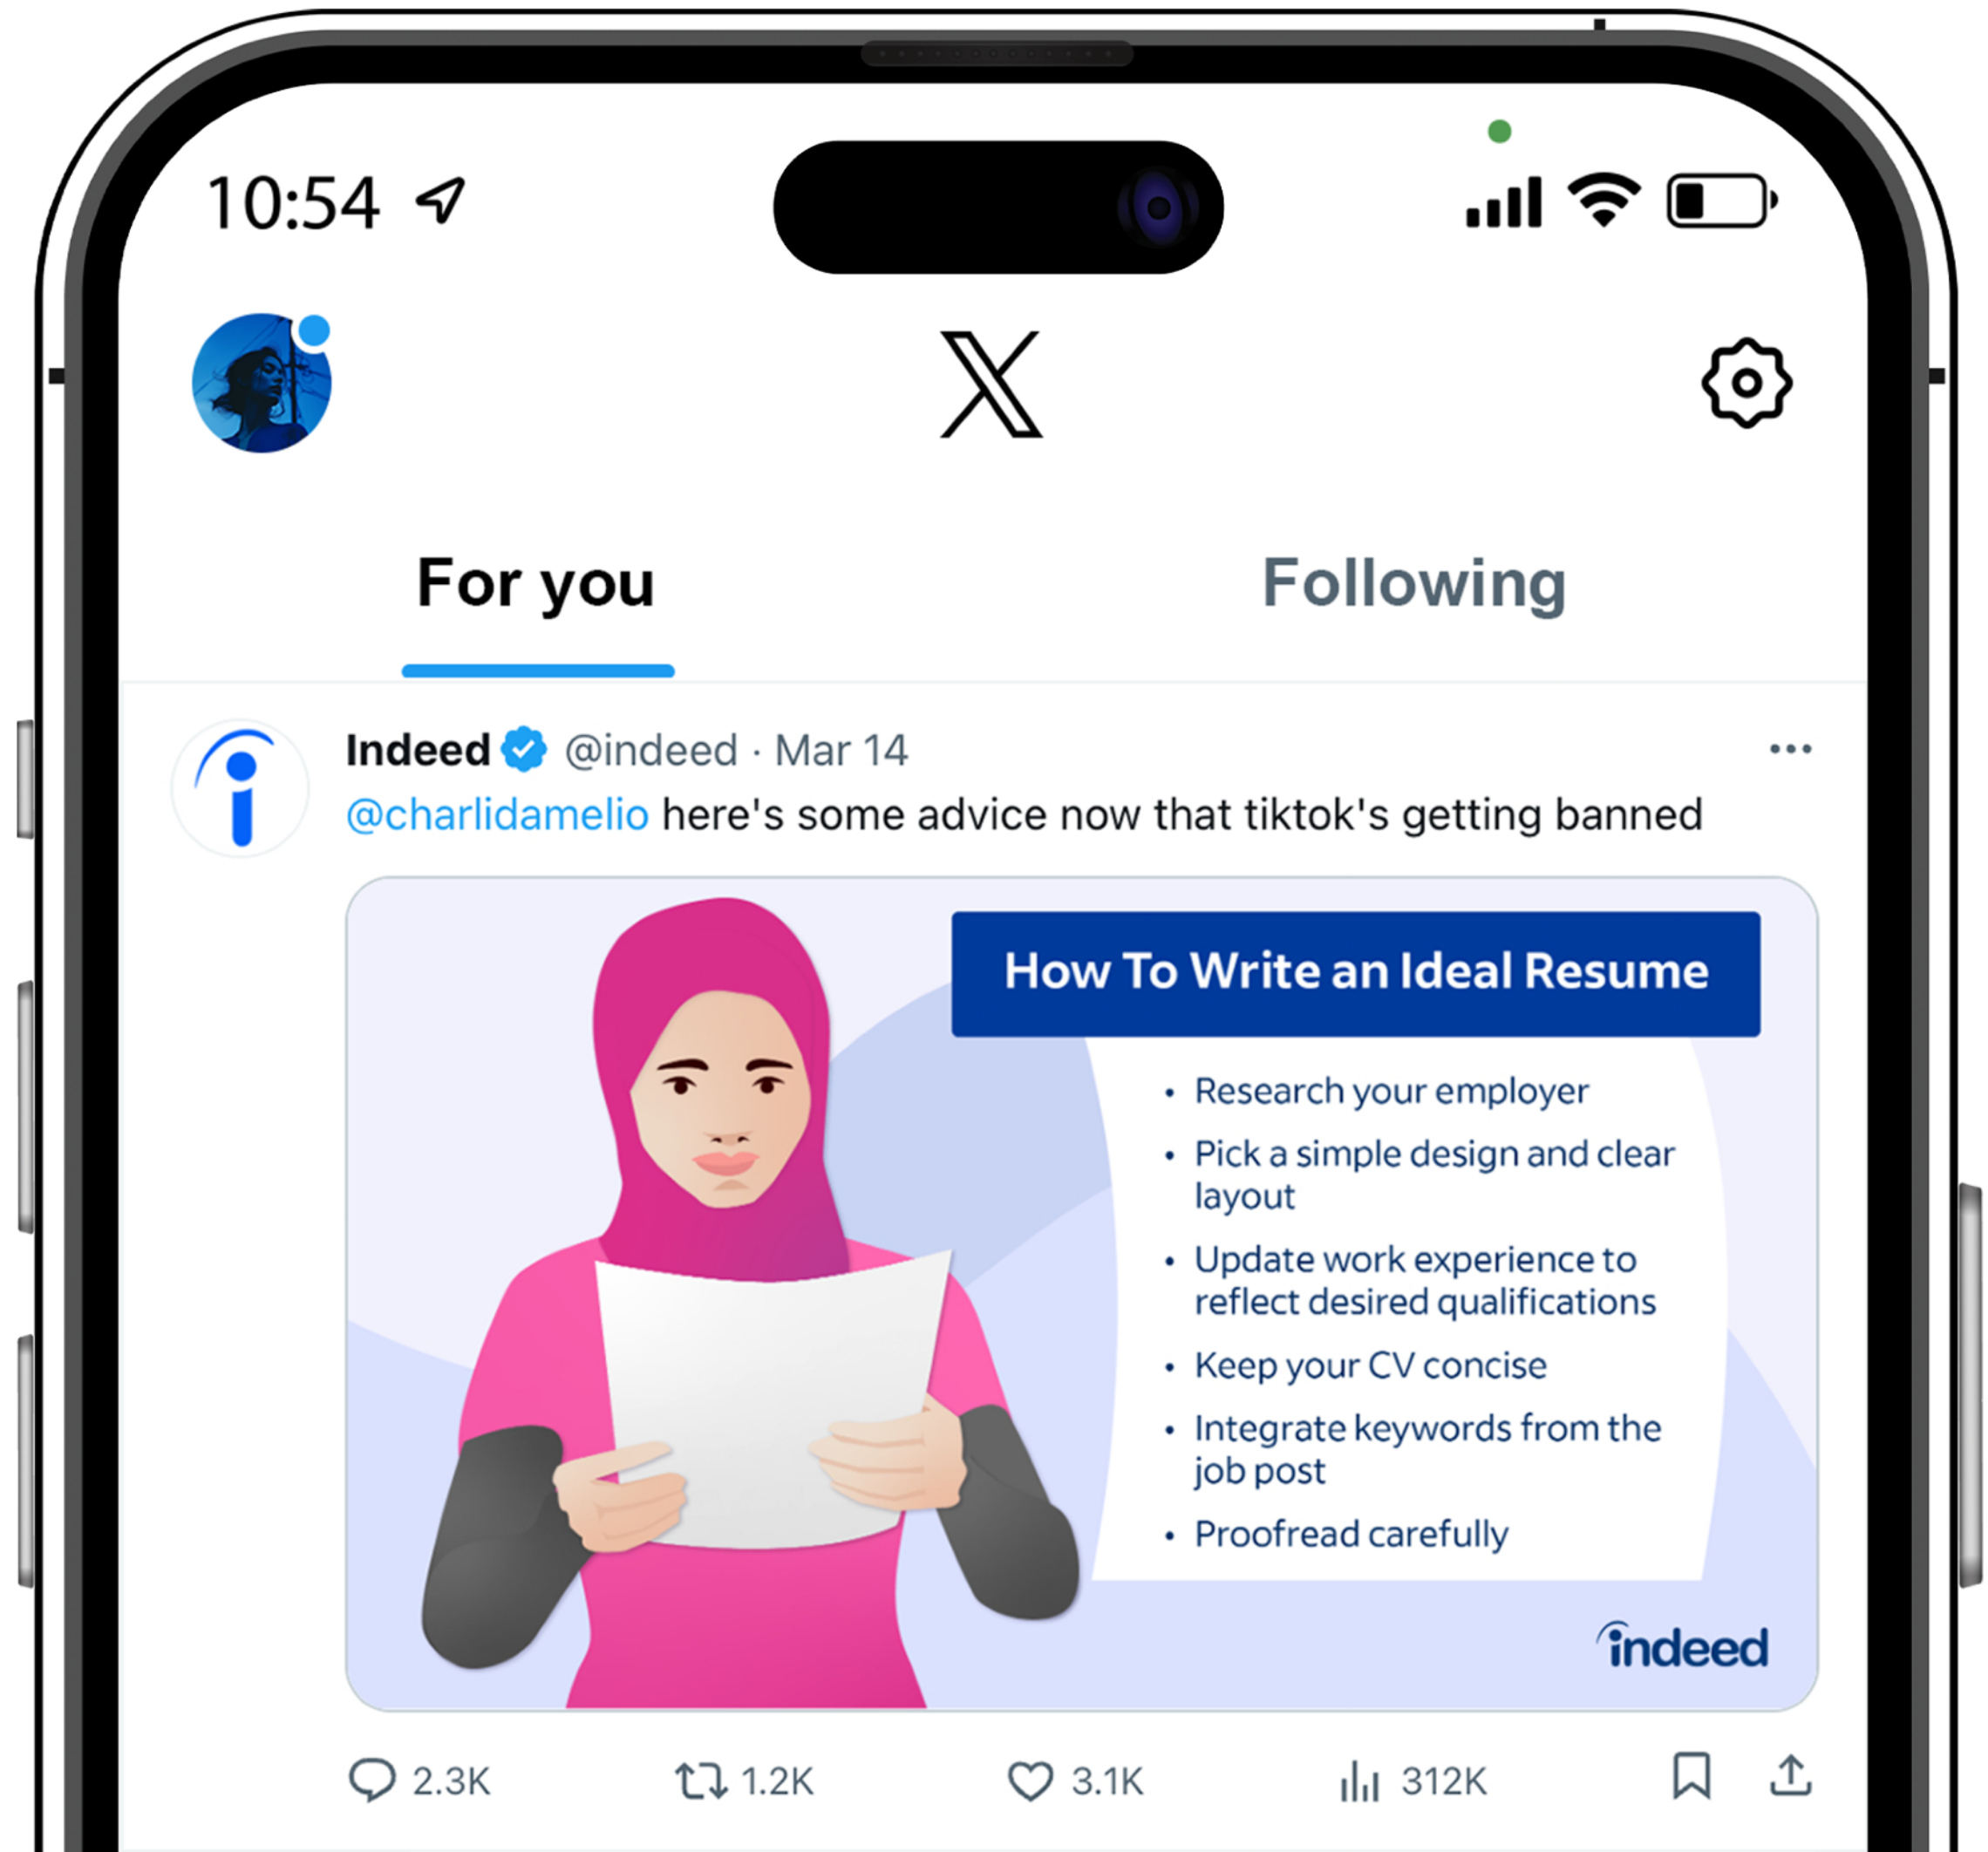 10:54
For you
Following
Indeed @indeed · Mar 14
@charlidamelio here's some advice now that tiktok's getting banned
How To Write an Ideal Resume
• Research your employer
• Pick a simple design and clear
layout
• Update work experience to
reflect desired qualifications
• Keep your CV concise
• Integrate keywords from the
job post
• Proofread carefully
indeed
2.3K
1.2K
3.1K
312K